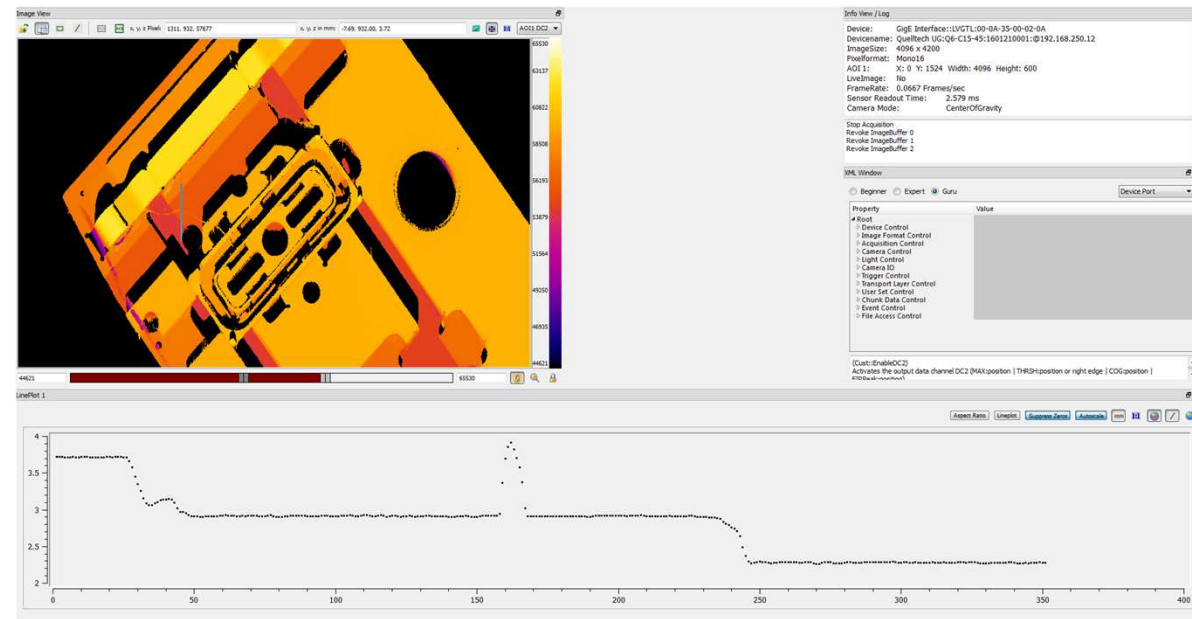 Image View
x, y, z Pixel: 1311, 932, 57677
x, y, z in mm: -7.69, 932.00, 3.72
AOI1 DC2
65530
63137
60822
58508
56193
53879
51564
49250
46935
44621
44621
65530
Info View / Log
Device: GigE Interface::LVGTL:00-0A-35-00-02-0A
Devicename: Quelltech UG:Q6-C15-45:1601210001:@192.168.250.12
ImageSize: 4096 x 4200
Pixelformat: Mono16
AOI 1: X: 0 Y: 1524 Width: 4096 Height: 600
LiveImage: No
FrameRate: 0.0667 Frames/sec
Sensor Readout Time: 2.579 ms
Camera Mode: CenterOfGravity
Stop Acquisition
Revoke ImageBuffer 0
Revoke ImageBuffer 1
Revoke ImageBuffer 2
XML Window
Beginner Expert Guru Device Port
Property Value
Root
Device Control
Image Format Control
Acquisition Control
Camera Control
Light Control
Camera IO
Trigger Control
Transport Layer Control
User Set Control
Chunk Data Control
Event Control
File Access Control
(Cust::EnableDC2)
Activates the output data channel DC2 (MAX:position | THRSH:position or right edge | COG:position |
LinePlot 1
Aspect Ratio Lineplot Suppress Zeros Autoscale mm
4
3.5
3
2.5
2
0 50 100 150 200 250 300 350 400